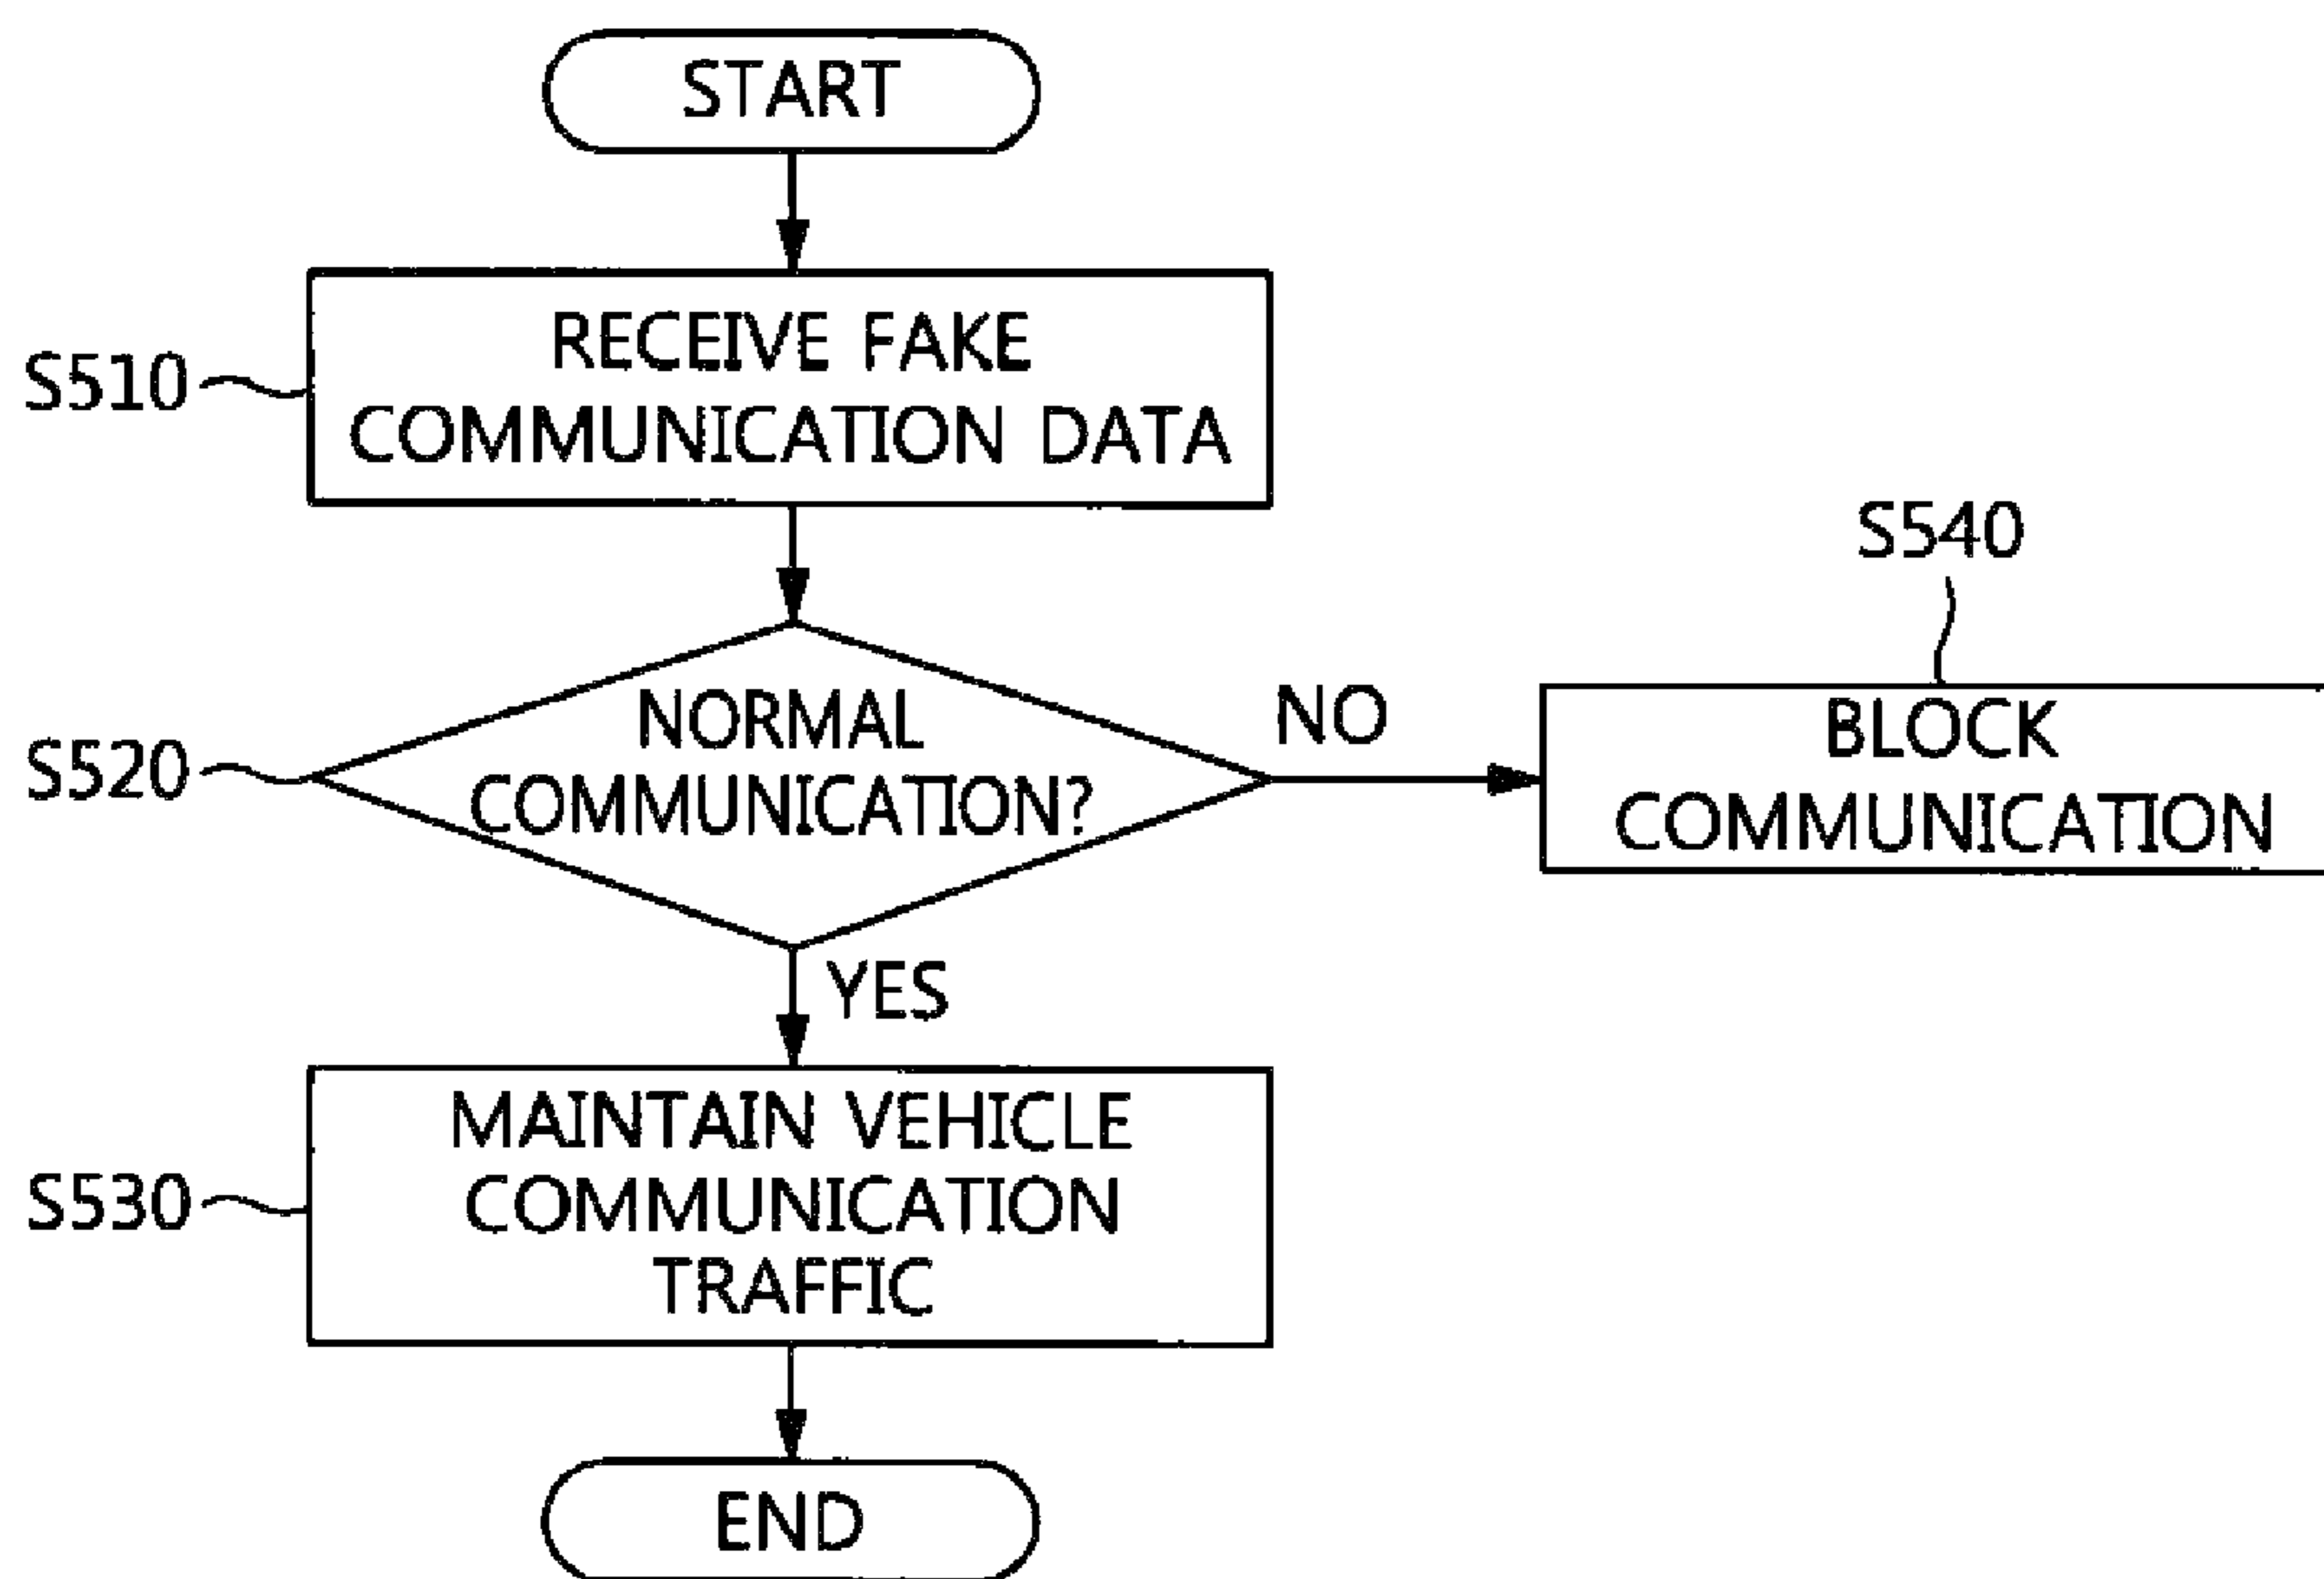 START
S510
RECEIVE FAKE
COMMUNICATION DATA
S520
NORMAL
COMMUNICATION?
NO
S540
BLOCK
COMMUNICATION
YES
S530
MAINTAIN VEHICLE
COMMUNICATION
TRAFFIC
END